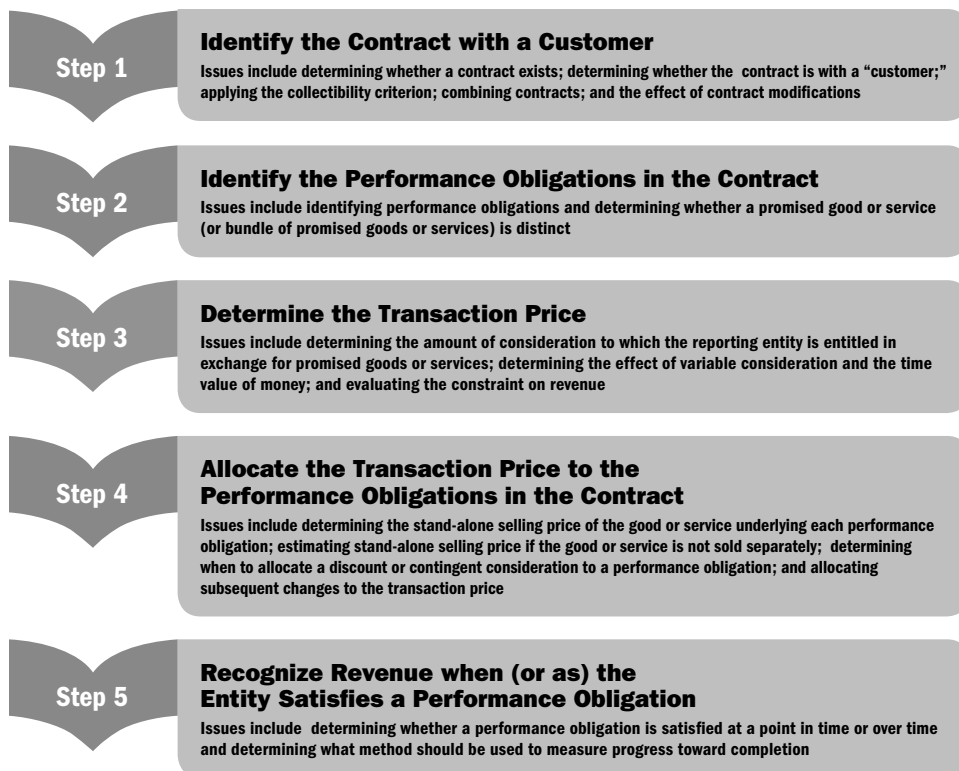 Step 1
Identify the Contract with a Customer
Issues include determining whether a contract exists; determining whether the contract is with a “customer;”
applying the collectibility criterion; combining contracts; and the effect of contract modifications
Step 2
Identify the Performance Obligations in the Contract
Issues include identifying performance obligations and determining whether a promised good or service
(or bundle of promised goods or services) is distinct
Step 3
Determine the Transaction Price
Issues include determining the amount of consideration to which the reporting entity is entitled in
exchange for promised goods or services; determining the effect of variable consideration and the time
value of money; and evaluating the constraint on revenue
Step 4
Allocate the Transaction Price to the
Performance Obligations in the Contract
Issues include determining the stand-alone selling price of the good or service underlying each performance
obligation; estimating stand-alone selling price if the good or service is not sold separately; determining
when to allocate a discount or contingent consideration to a performance obligation; and allocating
subsequent changes to the transaction price
Step 5
Recognize Revenue when (or as) the
Entity Satisfies a Performance Obligation
Issues include determining whether a performance obligation is satisfied at a point in time or over time
and determining what method should be used to measure progress toward completion